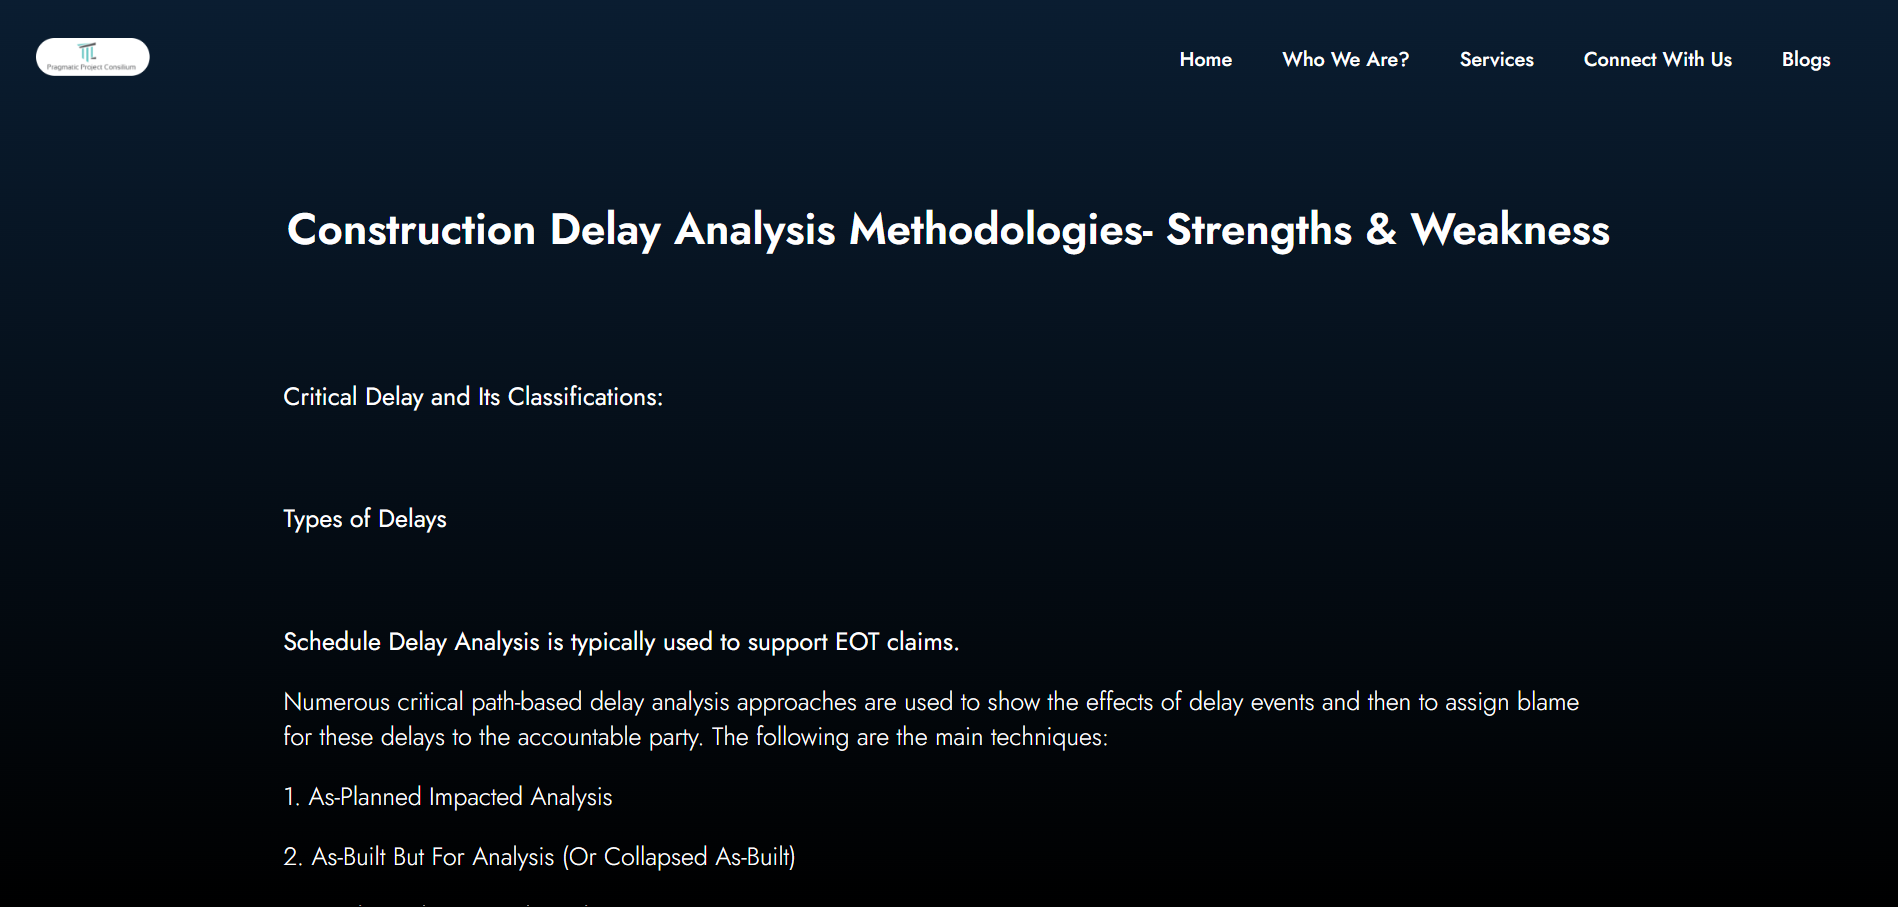 Pragmatic Project Consilium
Home
Who We Are?
Services
Connect With Us
Blogs
Construction Delay Analysis Methodologies- Strengths & Weakness
Critical Delay and Its Classifications:
Types of Delays
Schedule Delay Analysis is typically used to support EOT claims.
Numerous critical path-based delay analysis approaches are used to show the effects of delay events and then to assign blame
for these delays to the accountable party. The following are the main techniques:
1. As-Planned Impacted Analysis
2. As-Built But For Analysis (Or Collapsed As-Built)